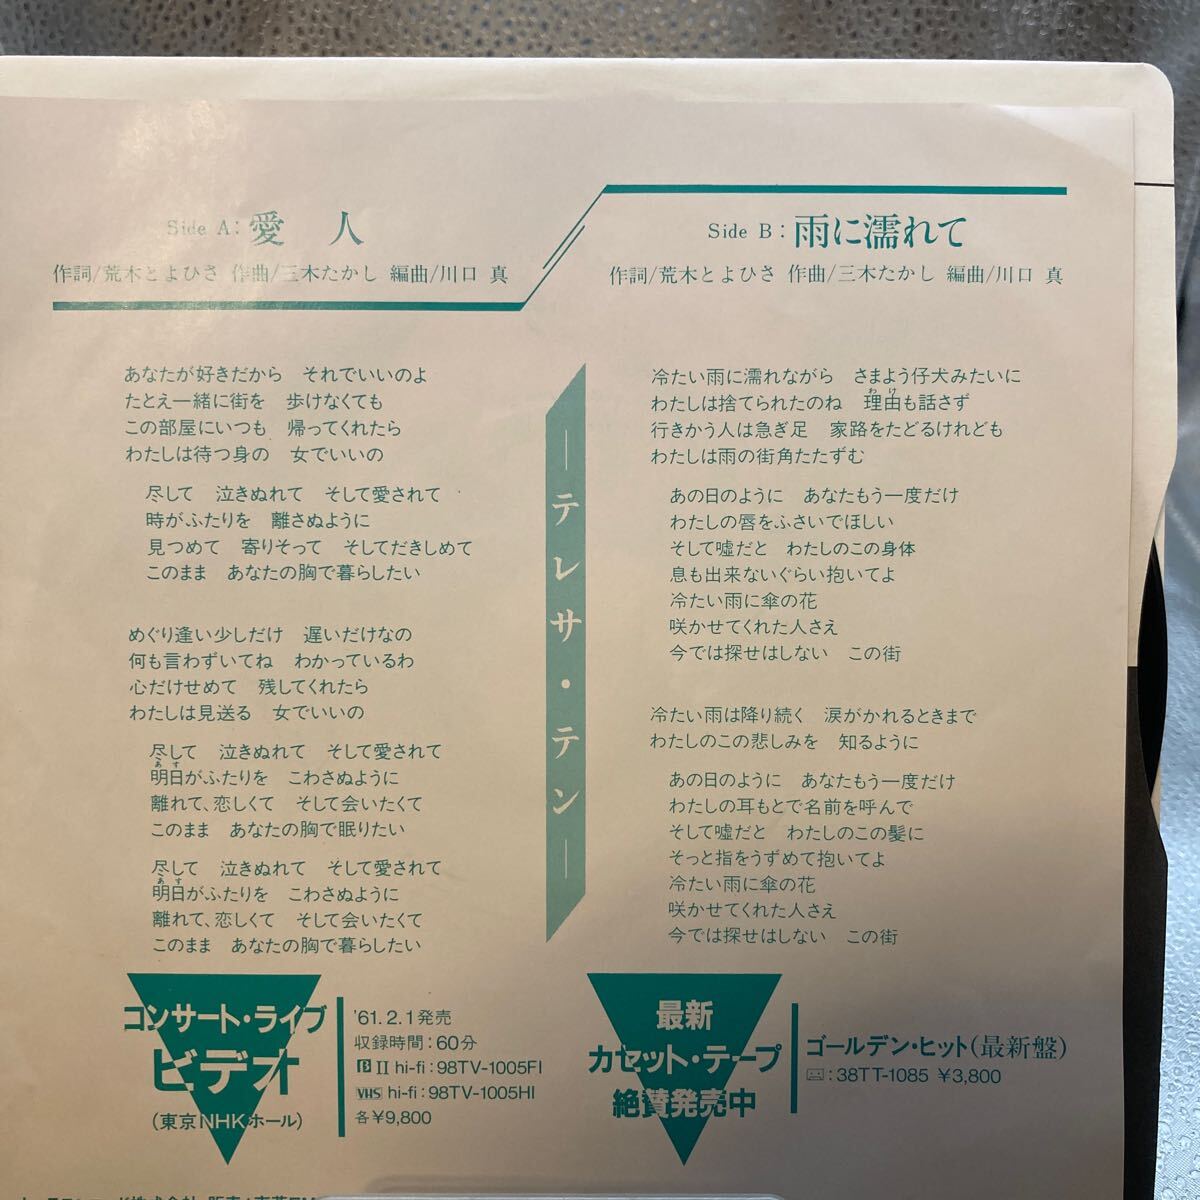 Side A: 愛 人
作詞/荒木とよひさ 作曲/三木たかし 編曲/川口 真
あなたが好きだから それでいいのよ
たとえ一緒に街を 歩けなくても
この部屋にいつも 帰ってくれたら
わたしは待つ身の 女でいいの
尽して 泣きぬれて そして愛されて
時がふたりを 離さぬように
見つめて 寄りそって そしてだきしめて
このまま あなたの胸で暮らしたい
めぐり逢い少しだけ 遅いだけなの
何も言わずいてね わかっているわ
心だけせめて 残してくれたら
わたしは見送る 女でいいの
尽して 泣きぬれて そして愛されて
あす
明日がふたりを こわさぬように
離れて、恋しくて そして会いたくて
このまま あなたの胸で眠りたい
尽して 泣きぬれて そして愛されて
あす
明日がふたりを こわさぬように
離れて、恋しくて そして会いたくて
このまま あなたの胸で暮らしたい
—テレサ・テン—
Side B: 雨に濡れて
作詞/荒木とよひさ 作曲/三木たかし 編曲/川口 真
冷たい雨に濡れながら さまよう仔犬みたいに
わけ
わたしは捨てられたのね 理由も話さず
行きかう人は急ぎ足 家路をたどるけれども
わたしは雨の街角たたずむ
あの日のように あなたもう一度だけ
わたしの唇をふさいでほしい
そして嘘だと わたしのこの身体
息も出来ないぐらい抱いてよ
冷たい雨に傘の花
咲かせてくれた人さえ
今では探せはしない この街
冷たい雨は降り続く 涙がかれるときまで
わたしのこの悲しみを 知るように
あの日のように あなたもう一度だけ
わたしの耳もとで名前を呼んで
そして嘘だと わたしのこの髪に
そっと指をうずめて抱いてよ
冷たい雨に傘の花
咲かせてくれた人さえ
今では探せはしない この街
コンサート・ライブ
ビデオ
(東京NHKホール)
'61.2.1発売
収録時間:60分
β II hi-fi:98TV-1005FI
VHS hi-fi:98TV-1005HI
各¥9,800
最新
カセット・テープ
絶賛発売中
ゴールデン・ヒット(最新盤)
:38TT-1085 ¥3,800